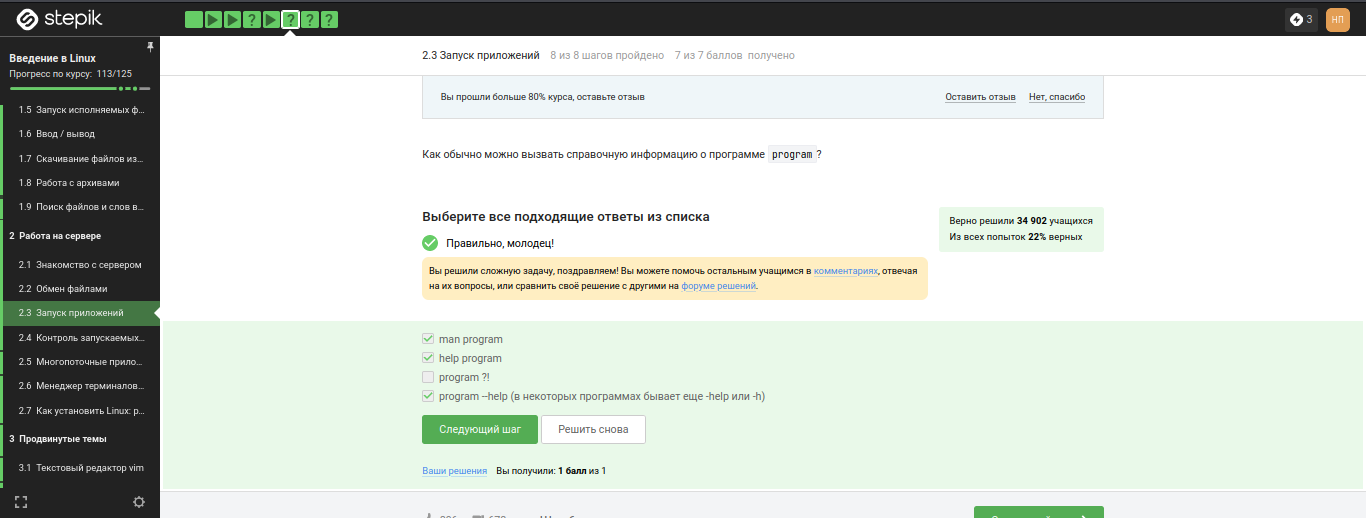 stepik
3
НП
Введение в Linux
Прогресс по курсу: 113/125
1.5 Запуск исполняемых ф...
1.6 Ввод / вывод
1.7 Скачивание файлов из...
1.8 Работа с архивами
1.9 Поиск файлов и слов в...
2 Работа на сервере
2.1 Знакомство с сервером
2.2 Обмен файлами
2.3 Запуск приложений
2.4 Контроль запускаемых...
2.5 Многопоточные прило...
2.6 Менеджер терминалов...
2.7 Как установить Linux: р...
3 Продвинутые темы
3.1 Текстовый редактор vim
2.3 Запуск приложений 8 из 8 шагов пройдено 7 из 7 баллов получено
Вы прошли больше 80% курса, оставьте отзыв Оставить отзыв Нет, спасибо
Как обычно можно вызвать справочную информацию о программе program ?
Выберите все подходящие ответы из списка
Верно решили 34 902 учащихся
Из всех попыток 22% верных
Правильно, молодец!
Вы решили сложную задачу, поздравляем! Вы можете помочь остальным учащимся в комментариях, отвечая
на их вопросы, или сравнить своё решение с другими на форуме решений.
man program
help program
program ?!
program --help (в некоторых программах бывает еще -help или -h)
Следующий шаг Решить снова
Ваши решения Вы получили: 1 балл из 1